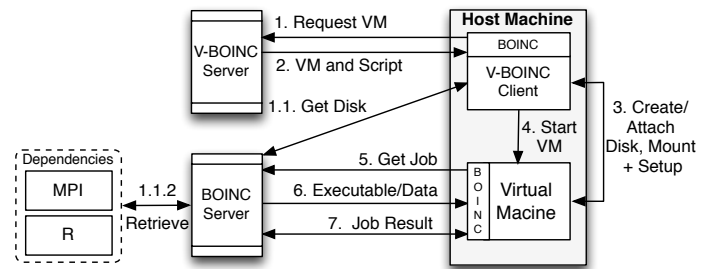 1. Request VM
Host Machine
V-BOINC
Server
BOINC
2. VM and Script
V-BOINC
Client
1.1. Get Disk
3. Create/
Attach
Disk, Mount
+ Setup
4. Start
VM
Dependencies
MPI
R
1.1.2
Retrieve
BOINC
Server
5. Get Job
6. Executable/Data
7. Job Result
BOINC
Virtual
Macine